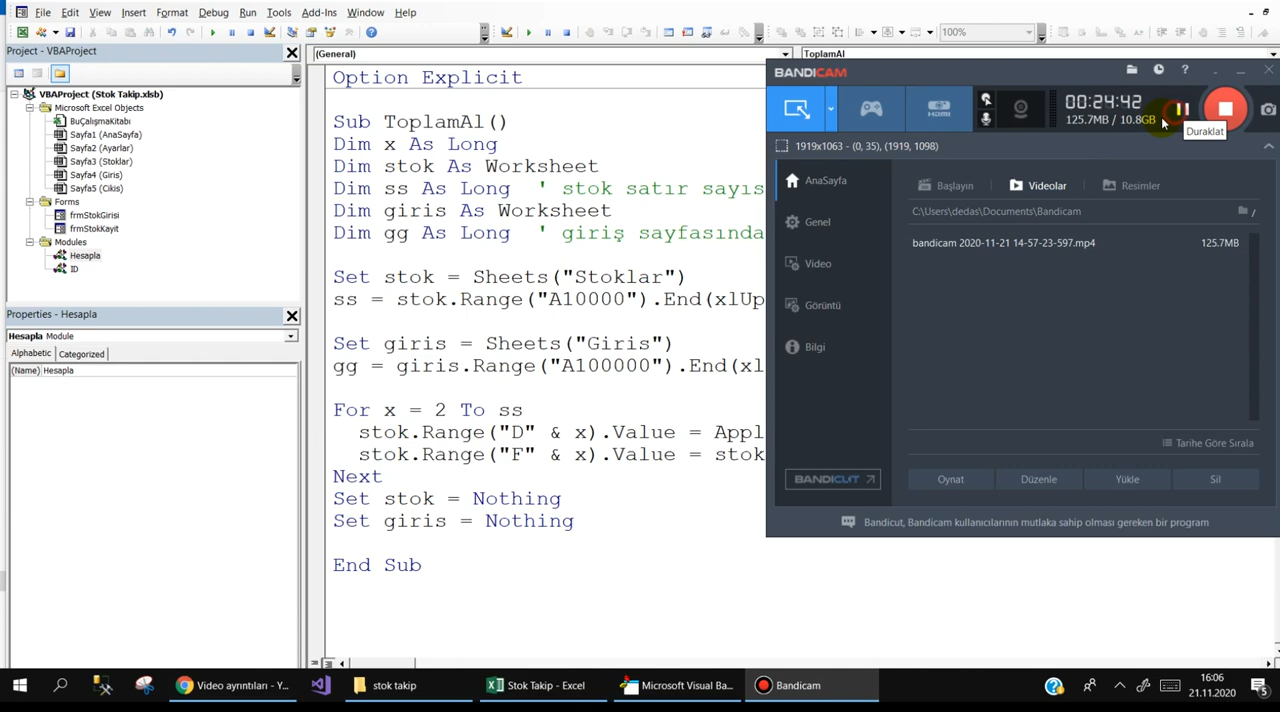 File Edit View Insert Format Debug Run Tools Add-Ins Window Help
100%
Project - VBAProject
VBAProject (Stok Takip.xlsb)
Microsoft Excel Objects
BuÇalışmaKitabı
Sayfa1 (AnaSayfa)
Sayfa2 (Ayarlar)
Sayfa3 (Stoklar)
Sayfa4 (Giris)
Sayfa5 (Cikis)
Forms
frmStokGirisi
frmStokKayit
Modules
Hesapla
ID
Properties - Hesapla
Hesapla Module
Alphabetic Categorized
(Name) Hesapla
(General)
ToplamAl
Option Explicit
Sub ToplamAl()
Dim x As Long
Dim stok As Worksheet
Dim ss As Long ' stok satır sayıs
Dim giris As Worksheet
Dim gg As Long ' giriş sayfasında
Set stok = Sheets("Stoklar")
ss = stok.Range("A10000").End(xlUp
Set giris = Sheets("Giris")
gg = giris.Range("A100000").End(xl
For x = 2 To ss
stok.Range("D" & x).Value = Appl
stok.Range("F" & x).Value = stok
Next
Set stok = Nothing
Set giris = Nothing
End Sub
BANDICAM
00:24:42
125.7MB / 10.8GB
Duraklat
1919x1063 - (0, 35), (1919, 1098)
HDMI
AnaSayfa
Genel
Video
Görüntü
Bilgi
BANDICUT
Başlayın Videolar Resimler
C:\Users\dedas\Documents\Bandicam
bandicam 2020-11-21 14-57-23-597.mp4 125.7MB
Tarihe Göre Sırala
Oynat Düzenle Yükle Sil
Bandicut, Bandicam kullanıcılarının mutlaka sahip olması gereken bir program
Video ayrıntıları - Y... stok takip Stok Takip - Excel Microsoft Visual Ba... Bandicam
16:06
21.11.2020
5